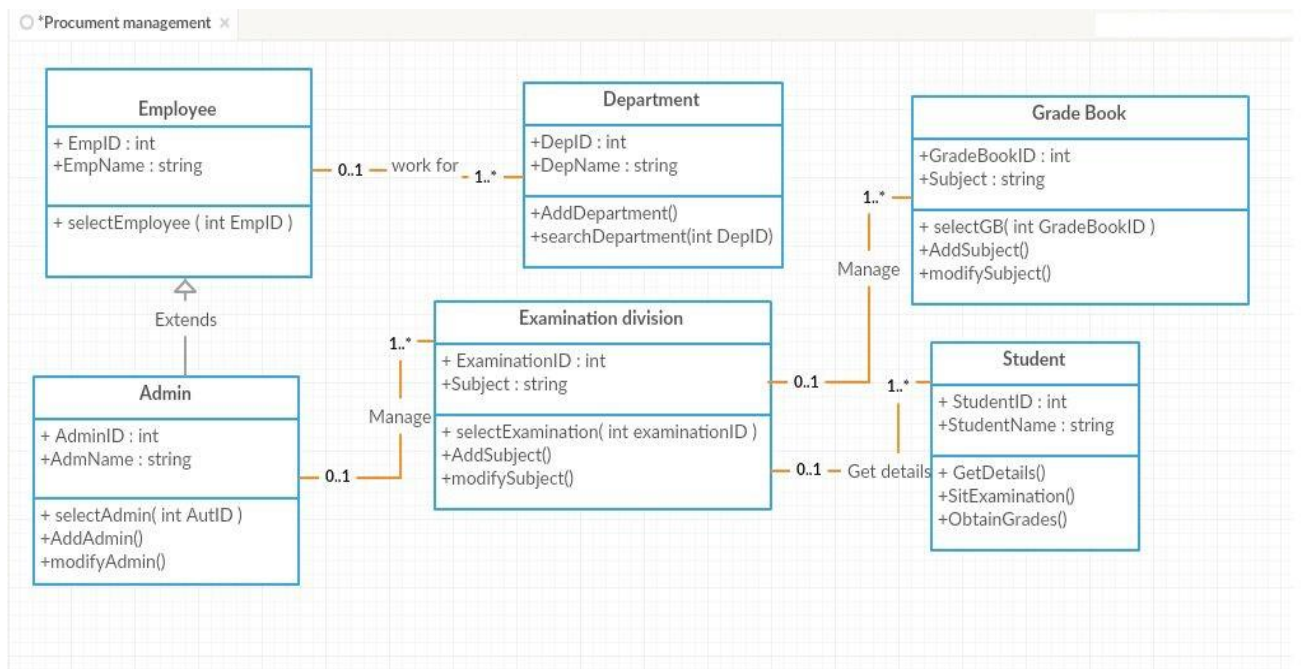 *Procument management ×
Employee
+ EmpID : int
+EmpName : string
+ selectEmployee ( int EmpID )
0..1
work for
1..*
Department
+DepID : int
+DepName : string
+AddDepartment()
+searchDepartment(int DepID)
Grade Book
+GradeBookID : int
+Subject : string
+ selectGB( int GradeBookID )
+AddSubject()
+modifySubject()
1..*
Manage
0..1
Extends
Admin
+ AdminID : int
+AdmName : string
+ selectAdmin( int AutID )
+AddAdmin()
+modifyAdmin()
1..*
Manage
0..1
Examination division
+ ExaminationID : int
+Subject : string
+ selectExamination( int examinationID )
+AddSubject()
+modifySubject()
1..*
0..1
Get details
Student
+ StudentID : int
+StudentName : string
+ GetDetails()
+SitExamination()
+ObtainGrades()